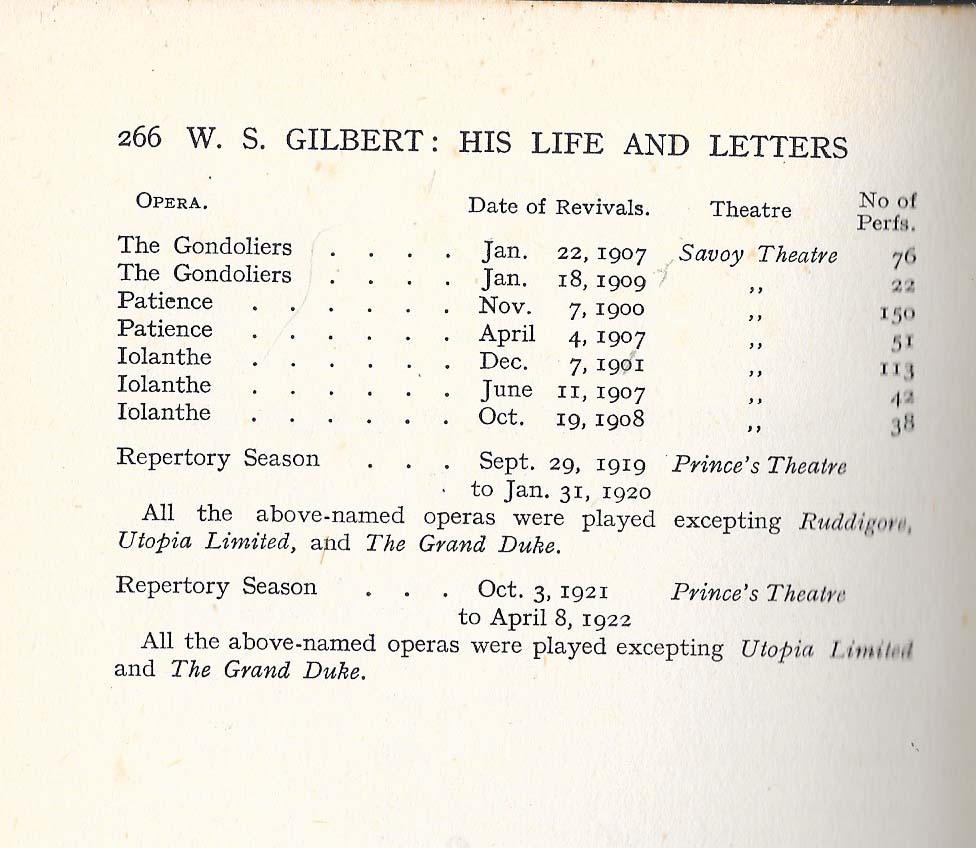 266 W. S. GILBERT: HIS LIFE AND LETTERS
OPERA. Date of Revivals. Theatre No of Perfs.
The Gondoliers . . . . Jan. 22, 1907 Savoy Theatre 76
The Gondoliers . . . . Jan. 18, 1909 ,, 22
Patience . . . . . . Nov. 7, 1900 ,, 150
Patience . . . . . . April 4, 1907 ,, 51
Iolanthe . . . . . . Dec. 7, 1901 ,, 113
Iolanthe . . . . . . June 11, 1907 ,, 42
Iolanthe . . . . . . Oct. 19, 1908 ,, 38
Repertory Season . . . Sept. 29, 1919 Prince's Theatre
to Jan. 31, 1920
All the above-named operas were played excepting Ruddigore,
Utopia Limited, and The Grand Duke.
Repertory Season . . . Oct. 3, 1921 Prince's Theatre
to April 8, 1922
All the above-named operas were played excepting Utopia Limited
and The Grand Duke.